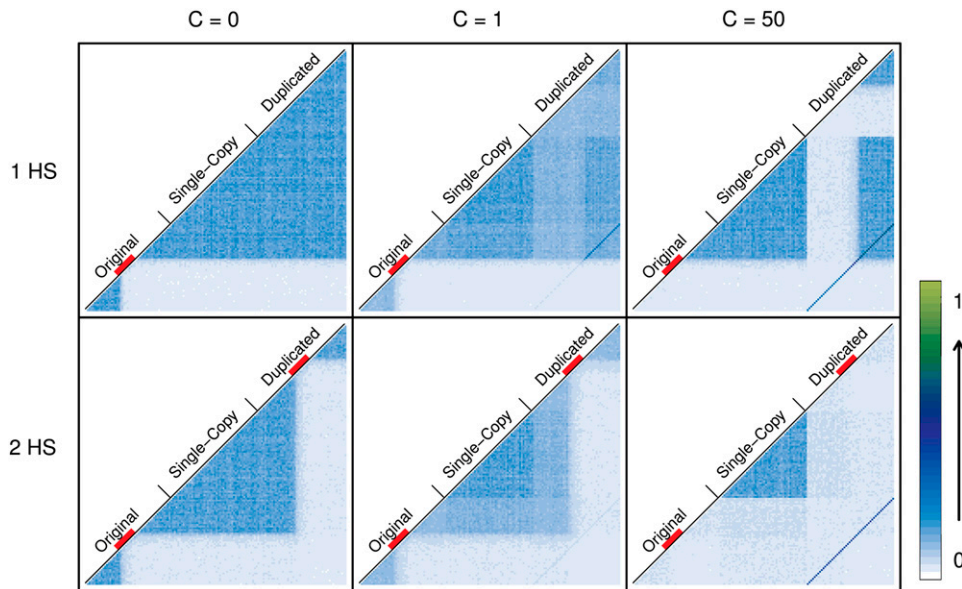 C = 0
C = 1
C = 50
1 HS
Original
Single-Copy
Duplicated
Original
Single-Copy
Duplicated
Original
Single-Copy
Duplicated
2 HS
Original
Single-Copy
Duplicated
Original
Single-Copy
Duplicated
Original
Single-Copy
Duplicated
1
0